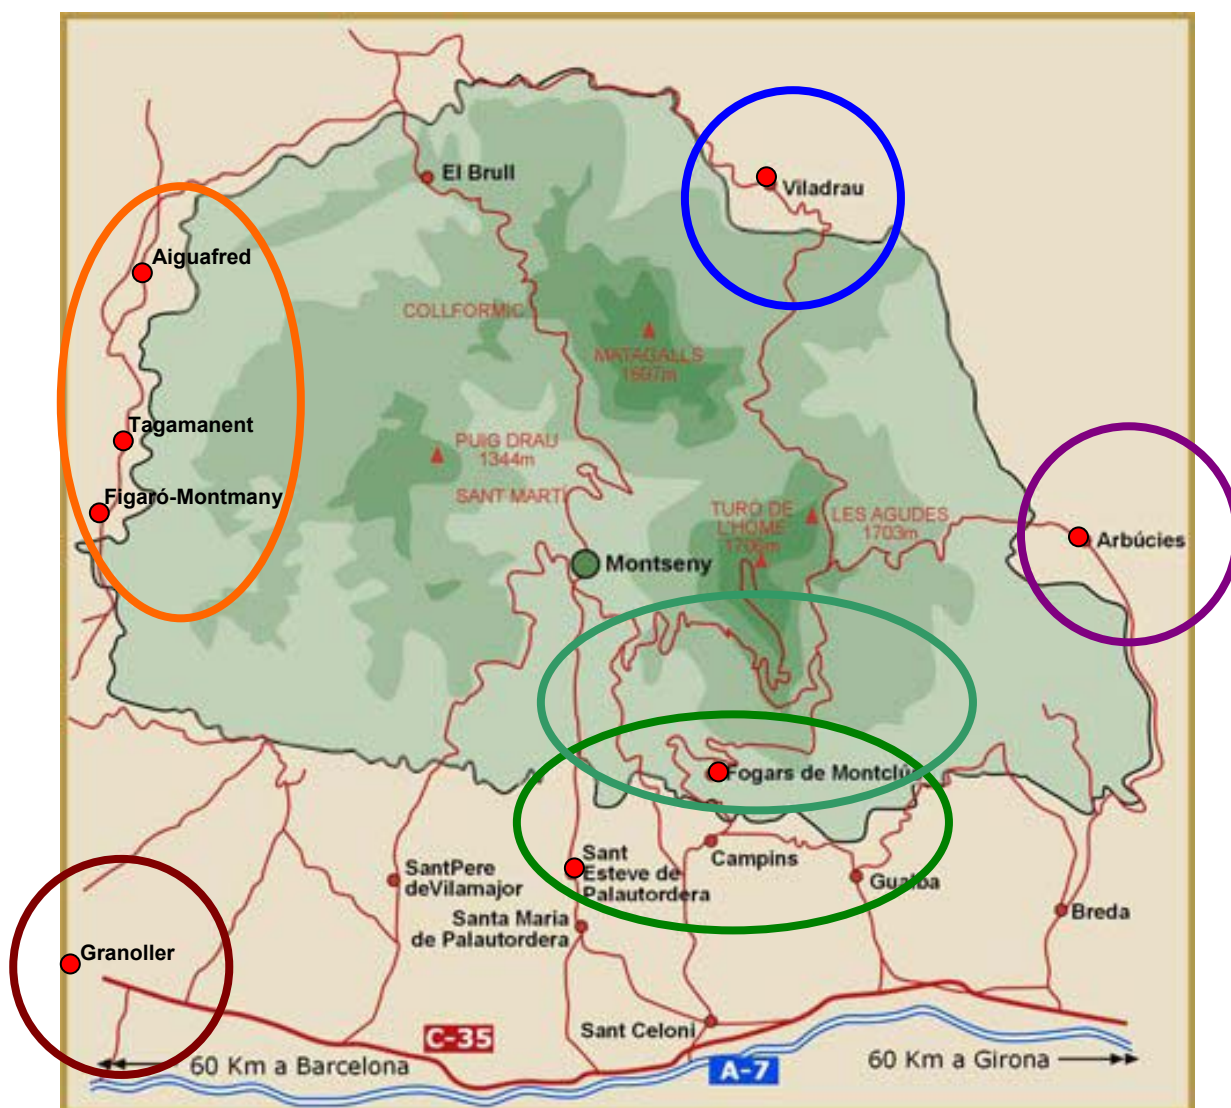 El Brull
Viladrau
Aiguafred
COLLFORMIC
MATAGALLS
1697m
Tagamanent
PUIG DRAU
1344m
Figaró-Montmany
SANT MARTÍ
TURÓ DE
L'HOME
1706m
LES AGUDES
1703m
Arbúcies
Montseny
Fogars de Montclús
Sant
Esteve de
Palautordera
Campins
SantPere
deVilamajor
Gualba
Santa Maria
de Palautordera
Breda
Granoller
Sant Celoni
C-35
60 Km a Barcelona
A-7
60 Km a Girona